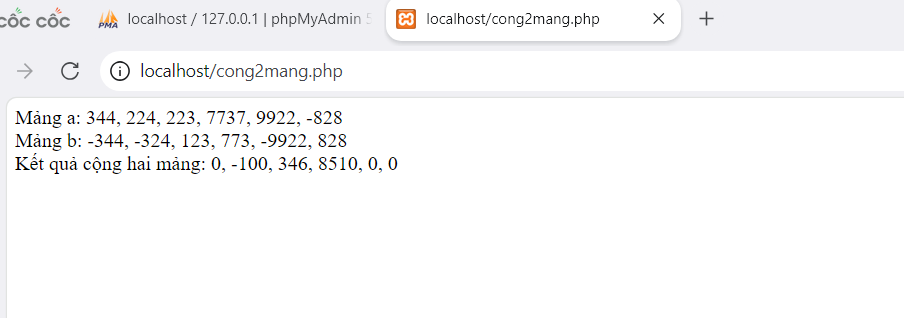 cốc cốc
PMA
localhost / 127.0.0.1 | phpMyAdmin 5
localhost/cong2mang.php
localhost/cong2mang.php
Mảng a: 344, 224, 223, 7737, 9922, -828
Mảng b: -344, -324, 123, 773, -9922, 828
Kết quả cộng hai mảng: 0, -100, 346, 8510, 0, 0